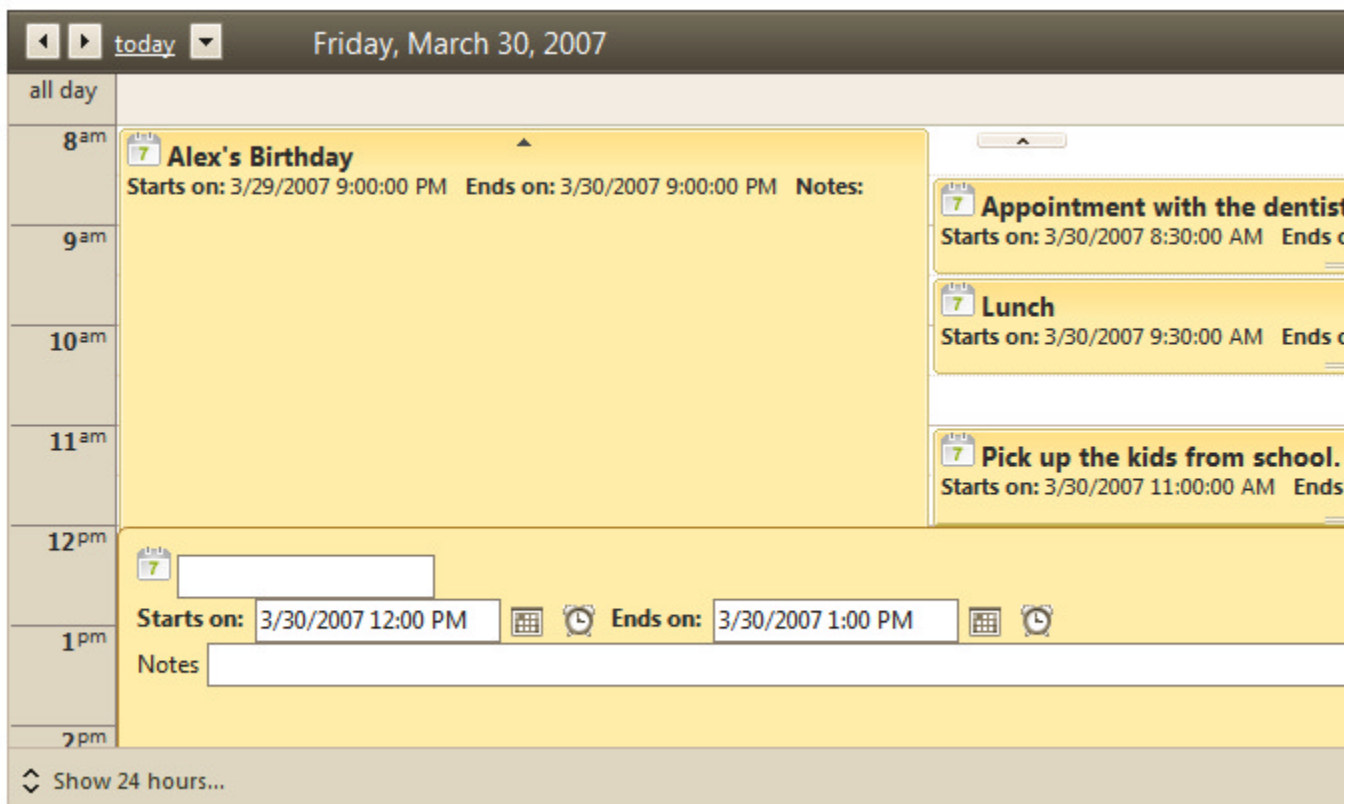 today Friday, March 30, 2007
all day
8am
7 Alex's Birthday
Starts on: 3/29/2007 9:00:00 PM Ends on: 3/30/2007 9:00:00 PM Notes:
7 Appointment with the dentist
Starts on: 3/30/2007 8:30:00 AM Ends
9am
7 Lunch
Starts on: 3/30/2007 9:30:00 AM Ends
10am
11am
7 Pick up the kids from school.
Starts on: 3/30/2007 11:00:00 AM Ends
12pm
7
Starts on: 3/30/2007 12:00 PM Ends on: 3/30/2007 1:00 PM
1pm
Notes
2pm
Show 24 hours...